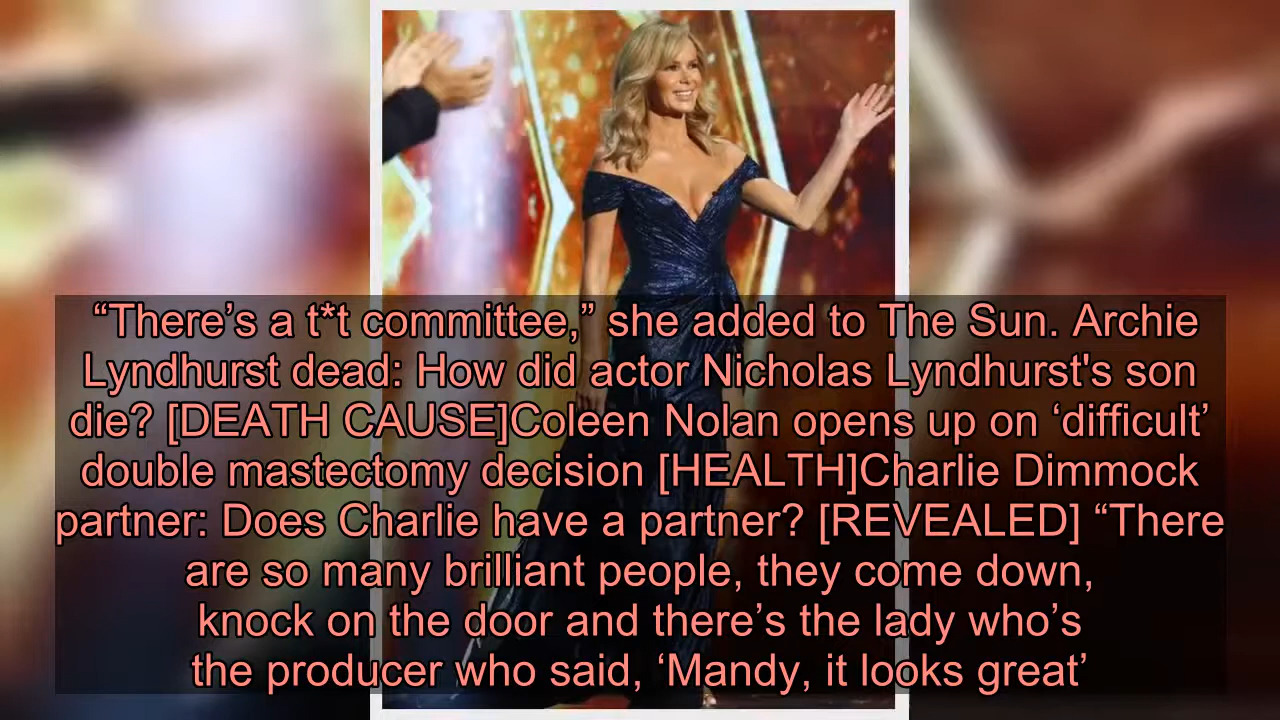 “There’s a t*t committee,” she added to The Sun. Archie
Lyndhurst dead: How did actor Nicholas Lyndhurst's son
die? [DEATH CAUSE]Coleen Nolan opens up on ‘difficult’
double mastectomy decision [HEALTH]Charlie Dimmock
partner: Does Charlie have a partner? [REVEALED] “There
are so many brilliant people, they come down,
knock on the door and there’s the lady who’s
the producer who said, ‘Mandy, it looks great’